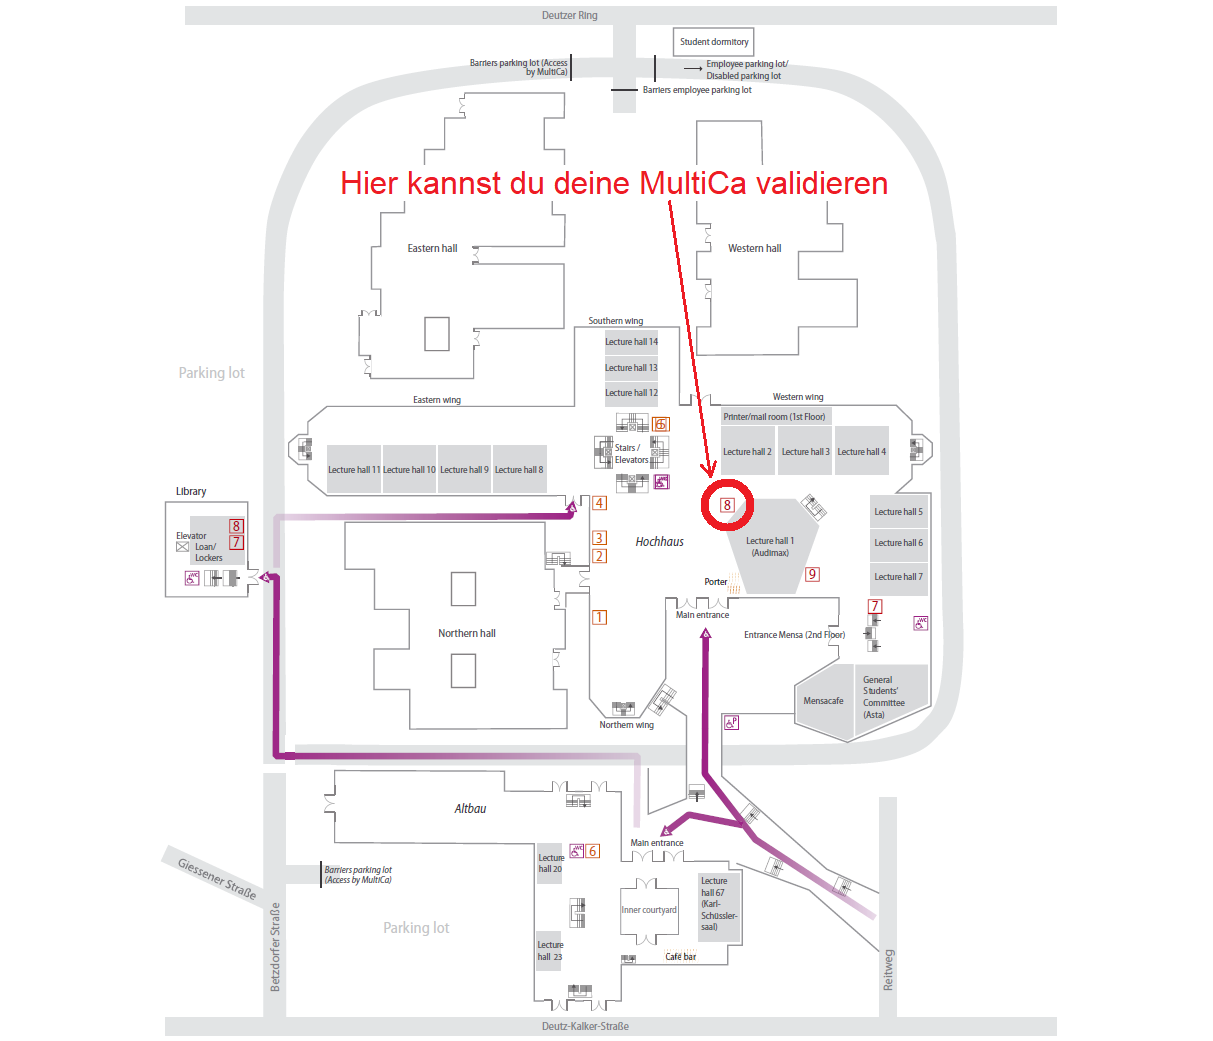 Deutzer Ring
Student dormitory
Barriers parking lot (Access
by MultiCa)
Employee parking lot/
Disabled parking lot
Barriers employee parking lot
Hier kannst du deine MultiCa validieren
Eastern hall
Western hall
Southern wing
Lecture hall 14
Lecture hall 13
Lecture hall 12
Parking lot
Eastern wing
Western wing
Printer/mail room (1st Floor)
6
Stairs /
Elevators
WC
Lecture hall 2
Lecture hall 3
Lecture hall 4
Lecture hall 11
Lecture hall 10
Lecture hall 9
Lecture hall 8
Library
4
8
Lecture hall 5
8
Elevator
Loan/
Lockers
7
3
2
Hochhaus
Lecture hall 1
(Audimax)
Lecture hall 6
Lecture hall 7
WC
Porter
9
1
Main entrance
7
WC
Northern hall
Entrance Mensa (2nd Floor)
General
Students'
Committee
(Asta)
Mensacafe
Northern wing
P
Altbau
Main entrance
Lecture
hall 20
WC
6
Giessener Straße
Barriers parking lot
(Access by MultiCa)
Lecture
hall 67
(Karl-
Schüssler-
saal)
Inner courtyard
Parking lot
Betzdorfer Straße
Lecture
hall 23
Café bar
Reitweg
Deutz-Kalker-Straße